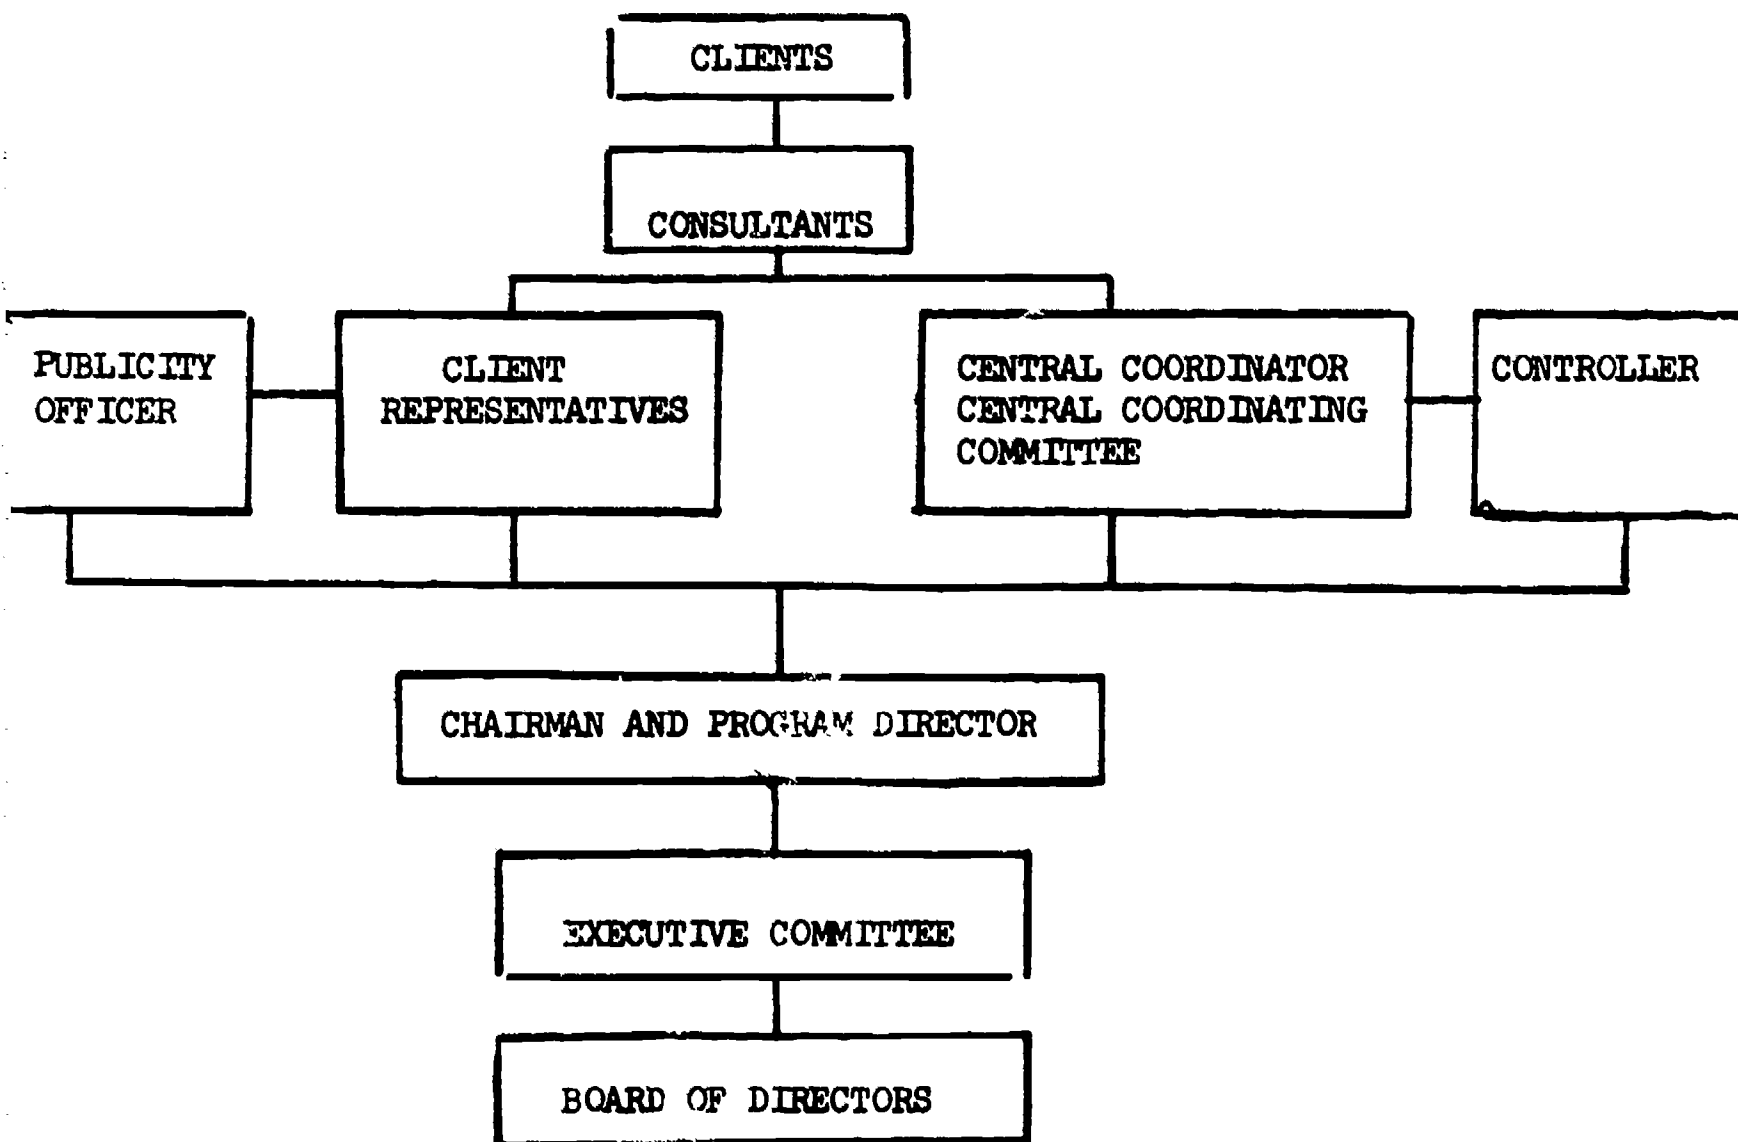 CLIENTS
CONSULTANTS
PUBLICITY
OFFICER
CLIENT
REPRESENTATIVES
CENTRAL COORDINATOR
CENTRAL COORDINATING
COMMITTEE
CONTROLLER
CHAIRMAN AND PROGRAM DIRECTOR
EXECUTIVE COMMITTEE
BOARD OF DIRECTORS